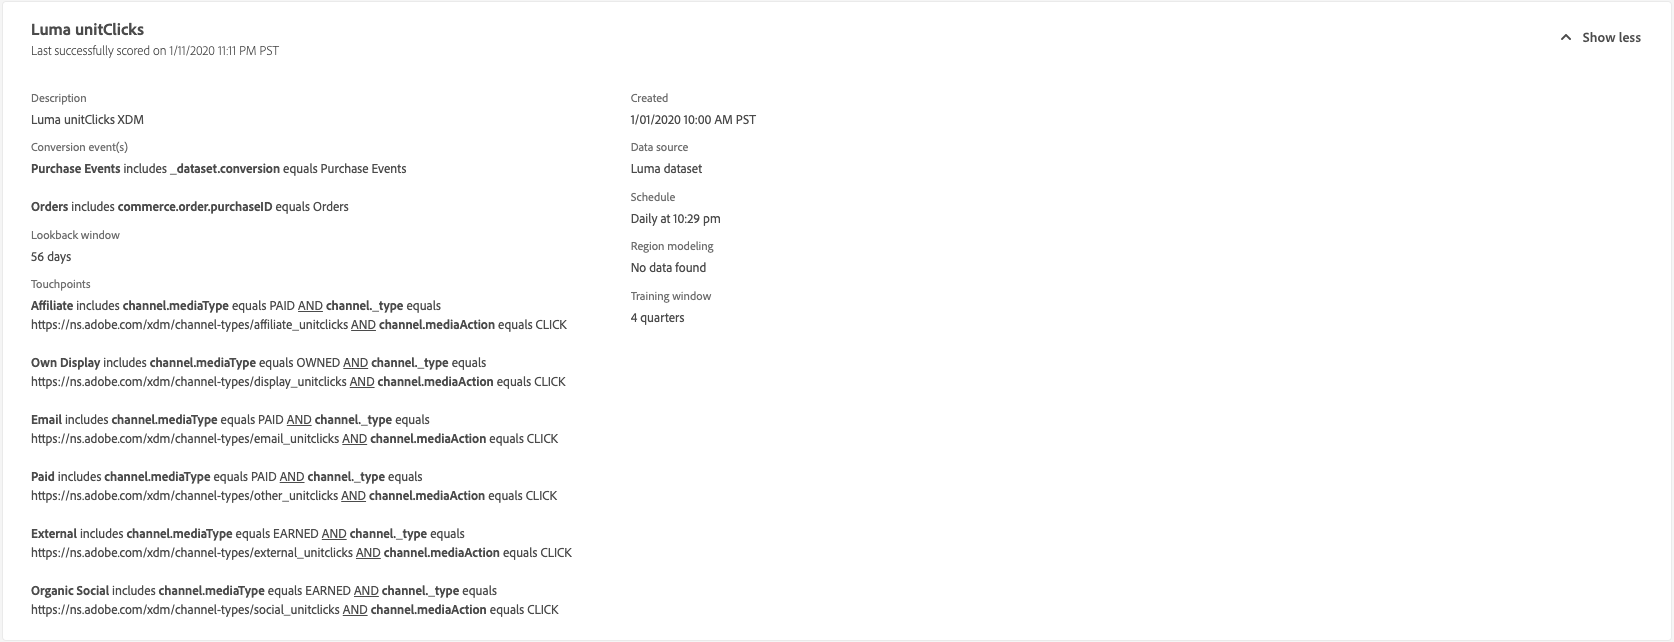 Luma unitClicks
Last successfully scored on 1/11/2020 11:11 PM PST
Show less
Description
Luma unitClicks XDM
Conversion event(s)
Purchase Events includes _dataset.conversion equals Purchase Events
Orders includes commerce.order.purchaseID equals Orders
Lookback window
56 days
Touchpoints
Affiliate includes channel.mediaType equals PAID AND channel._type equals
https://ns.adobe.com/xdm/channel-types/affiliate_unitclicks AND channel.mediaAction equals CLICK
Own Display includes channel.mediaType equals OWNED AND channel._type equals
https://ns.adobe.com/xdm/channel-types/display_unitclicks AND channel.mediaAction equals CLICK
Email includes channel.mediaType equals PAID AND channel._type equals
https://ns.adobe.com/xdm/channel-types/email_unitclicks AND channel.mediaAction equals CLICK
Paid includes channel.mediaType equals PAID AND channel._type equals
https://ns.adobe.com/xdm/channel-types/other_unitclicks AND channel.mediaAction equals CLICK
External includes channel.mediaType equals EARNED AND channel._type equals
https://ns.adobe.com/xdm/channel-types/external_unitclicks AND channel.mediaAction equals CLICK
Organic Social includes channel.mediaType equals EARNED AND channel._type equals
https://ns.adobe.com/xdm/channel-types/social_unitclicks AND channel.mediaAction equals CLICK
Created
1/01/2020 10:00 AM PST
Data source
Luma dataset
Schedule
Daily at 10:29 pm
Region modeling
No data found
Training window
4 quarters